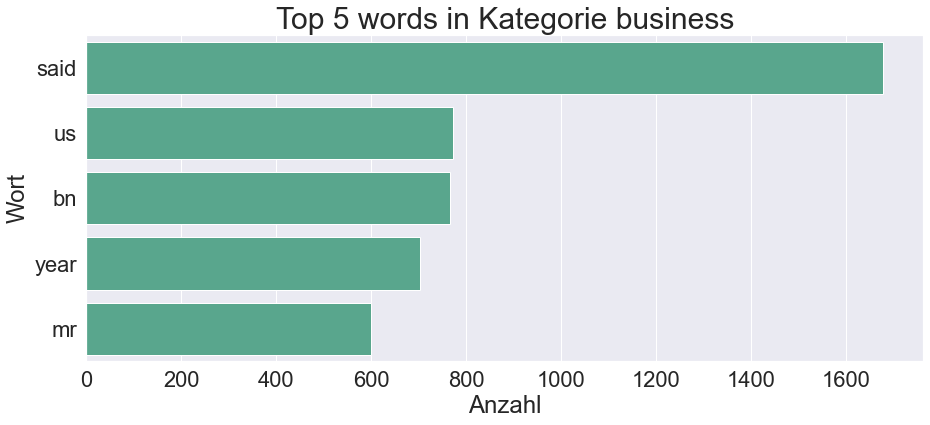 Top 5 words in Kategorie business
said
us
bn
year
mr
Wort
0 200 400 600 800 1000 1200 1400 1600
Anzahl